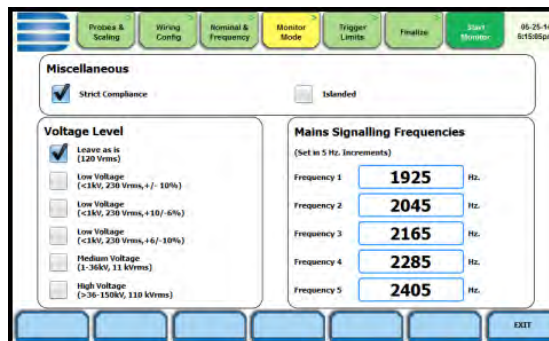 Probes &
Scaling
Wiring
Config
Nominal &
Frequency
Monitor
Mode
Trigger
Limits
Finalize
Start
Monitor
6:15:05pm
Miscellaneous
Strict Compliance
Islanded
Voltage Level
Leave as is
(120 Vrms)
Low Voltage
(<1kV, 230 Vrms,+/- 10%)
Low Voltage
(<1kV, 230 Vrms,+10/-6%)
Low Voltage
(<1kV, 230 Vrms,+6/-10%)
Medium Voltage
(1-36kV, 11 kVrms)
High Voltage
(>36-150kV, 110 kVrms)
Mains Signalling Frequencies
(Set in 5 Hz. Increments)
Frequency 1 1925 Hz.
Frequency 2 2045 Hz.
Frequency 3 2165 Hz.
Frequency 4 2285 Hz.
Frequency 5 2405 Hz.
EXIT